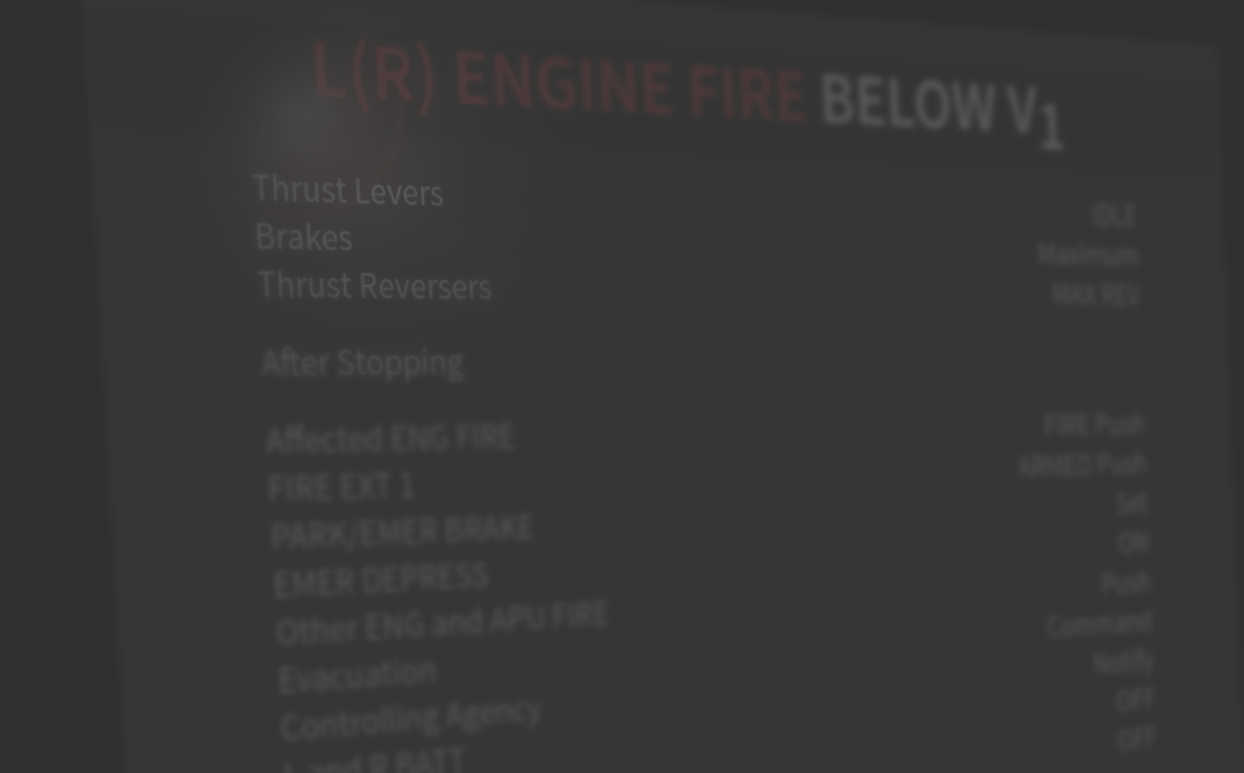 L(R) ENGINE FIRE BELOW V1
Thrust Levers IDLE
Brakes Maximum
Thrust Reversers MAX REV
After Stopping
Affected ENG FIRE FIRE Push
FIRE EXT 1 ARMED Push
PARK/EMER BRAKE Set
EMER DEPRESS ON
Other ENG and APU FIRE Push
Evacuation Command
Controlling Agency Notify
L and R BATT OFF
OFF